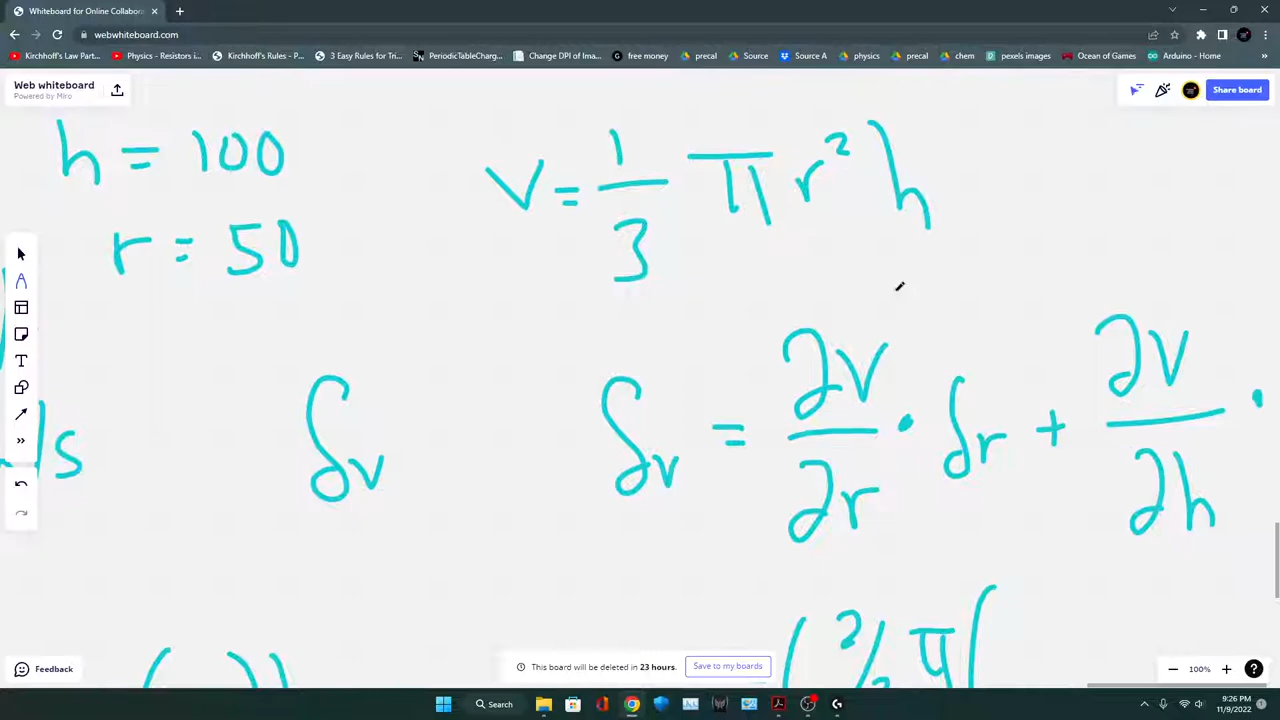 Whiteboard for Online Collabora
webwhiteboard.com
Kirchhoff's Law Part...
Physics - Resistors i...
Kirchhoff's Rules - P...
3 Easy Rules for Tri...
PeriodicTableCharg...
Change DPI of Ima...
free money
precal
Source
Source A
physics
precal
chem
pexels images
Ocean of Games
Arduino - Home
Web whiteboard
Powered by Miro
Share board
h = 100
V = 1/3 π r² h
r = 50
s
δv
δv = ∂V/∂r · δr + ∂V/∂h ·
Feedback
This board will be deleted in 23 hours.
Save to my boards
100%
Search
9:26 PM
11/9/2022